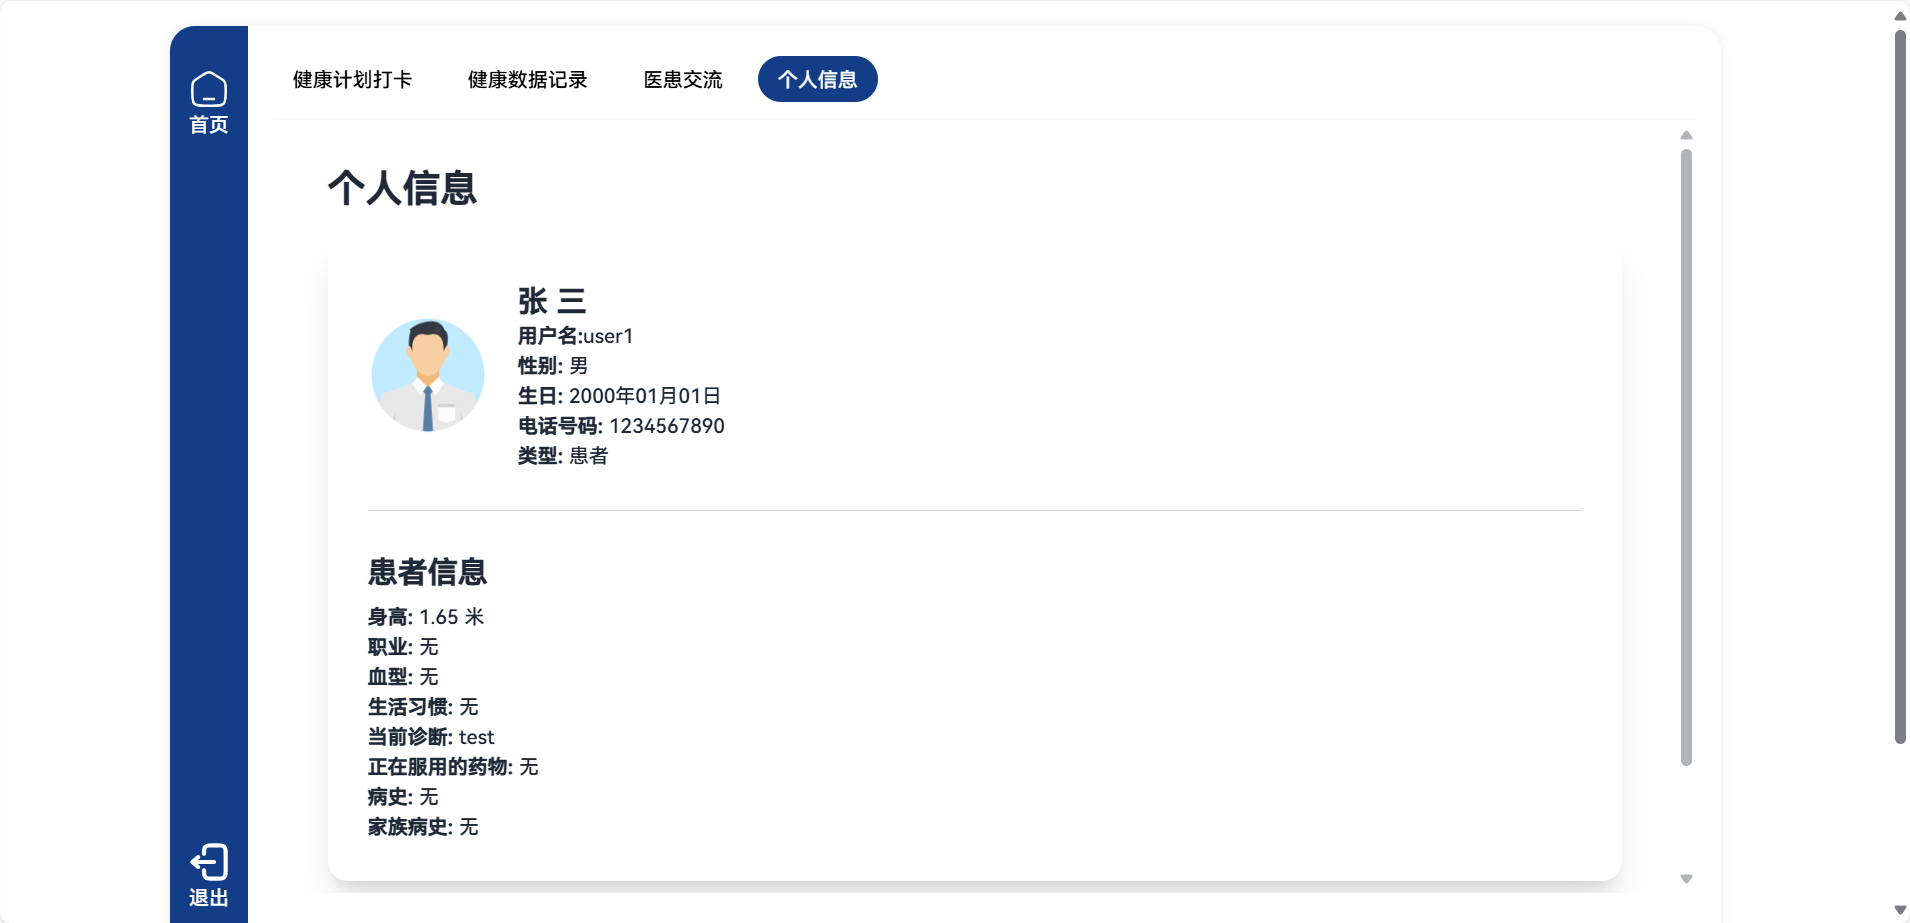 首页
健康计划打卡
健康数据记录
医患交流
个人信息
个人信息
张 三
用户名:user1
性别: 男
生日: 2000年01月01日
电话号码: 1234567890
类型: 患者
患者信息
身高: 1.65 米
职业: 无
血型: 无
生活习惯: 无
当前诊断: test
正在服用的药物: 无
病史: 无
家族病史: 无
退出